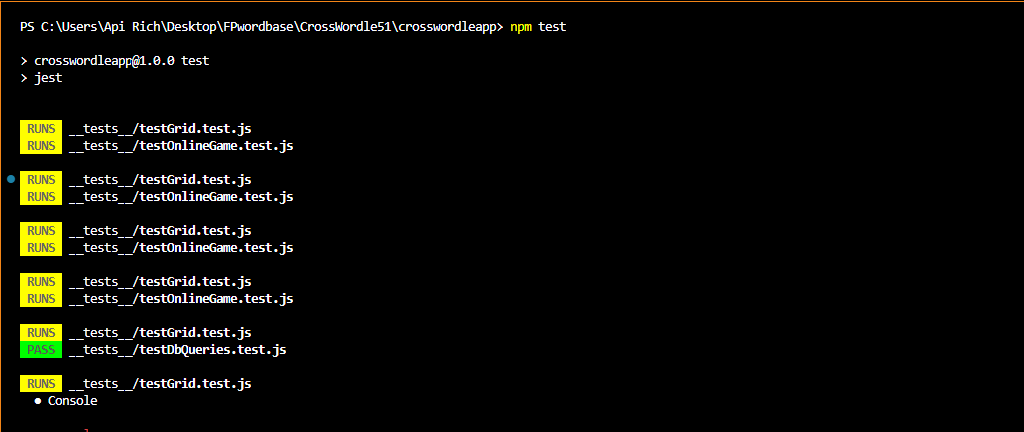 PS C:\Users\Api Rich\Desktop\FPwordbase\CrossWordle51\crosswordleapp> npm test
> crosswordleapp@1.0.0 test
> jest
RUNS __tests__/testGrid.test.js
RUNS __tests__/testOnlineGame.test.js
RUNS __tests__/testGrid.test.js
RUNS __tests__/testOnlineGame.test.js
RUNS __tests__/testGrid.test.js
RUNS __tests__/testOnlineGame.test.js
RUNS __tests__/testGrid.test.js
RUNS __tests__/testOnlineGame.test.js
RUNS __tests__/testGrid.test.js
PASS __tests__/testDbQueries.test.js
RUNS __tests__/testGrid.test.js
● Console